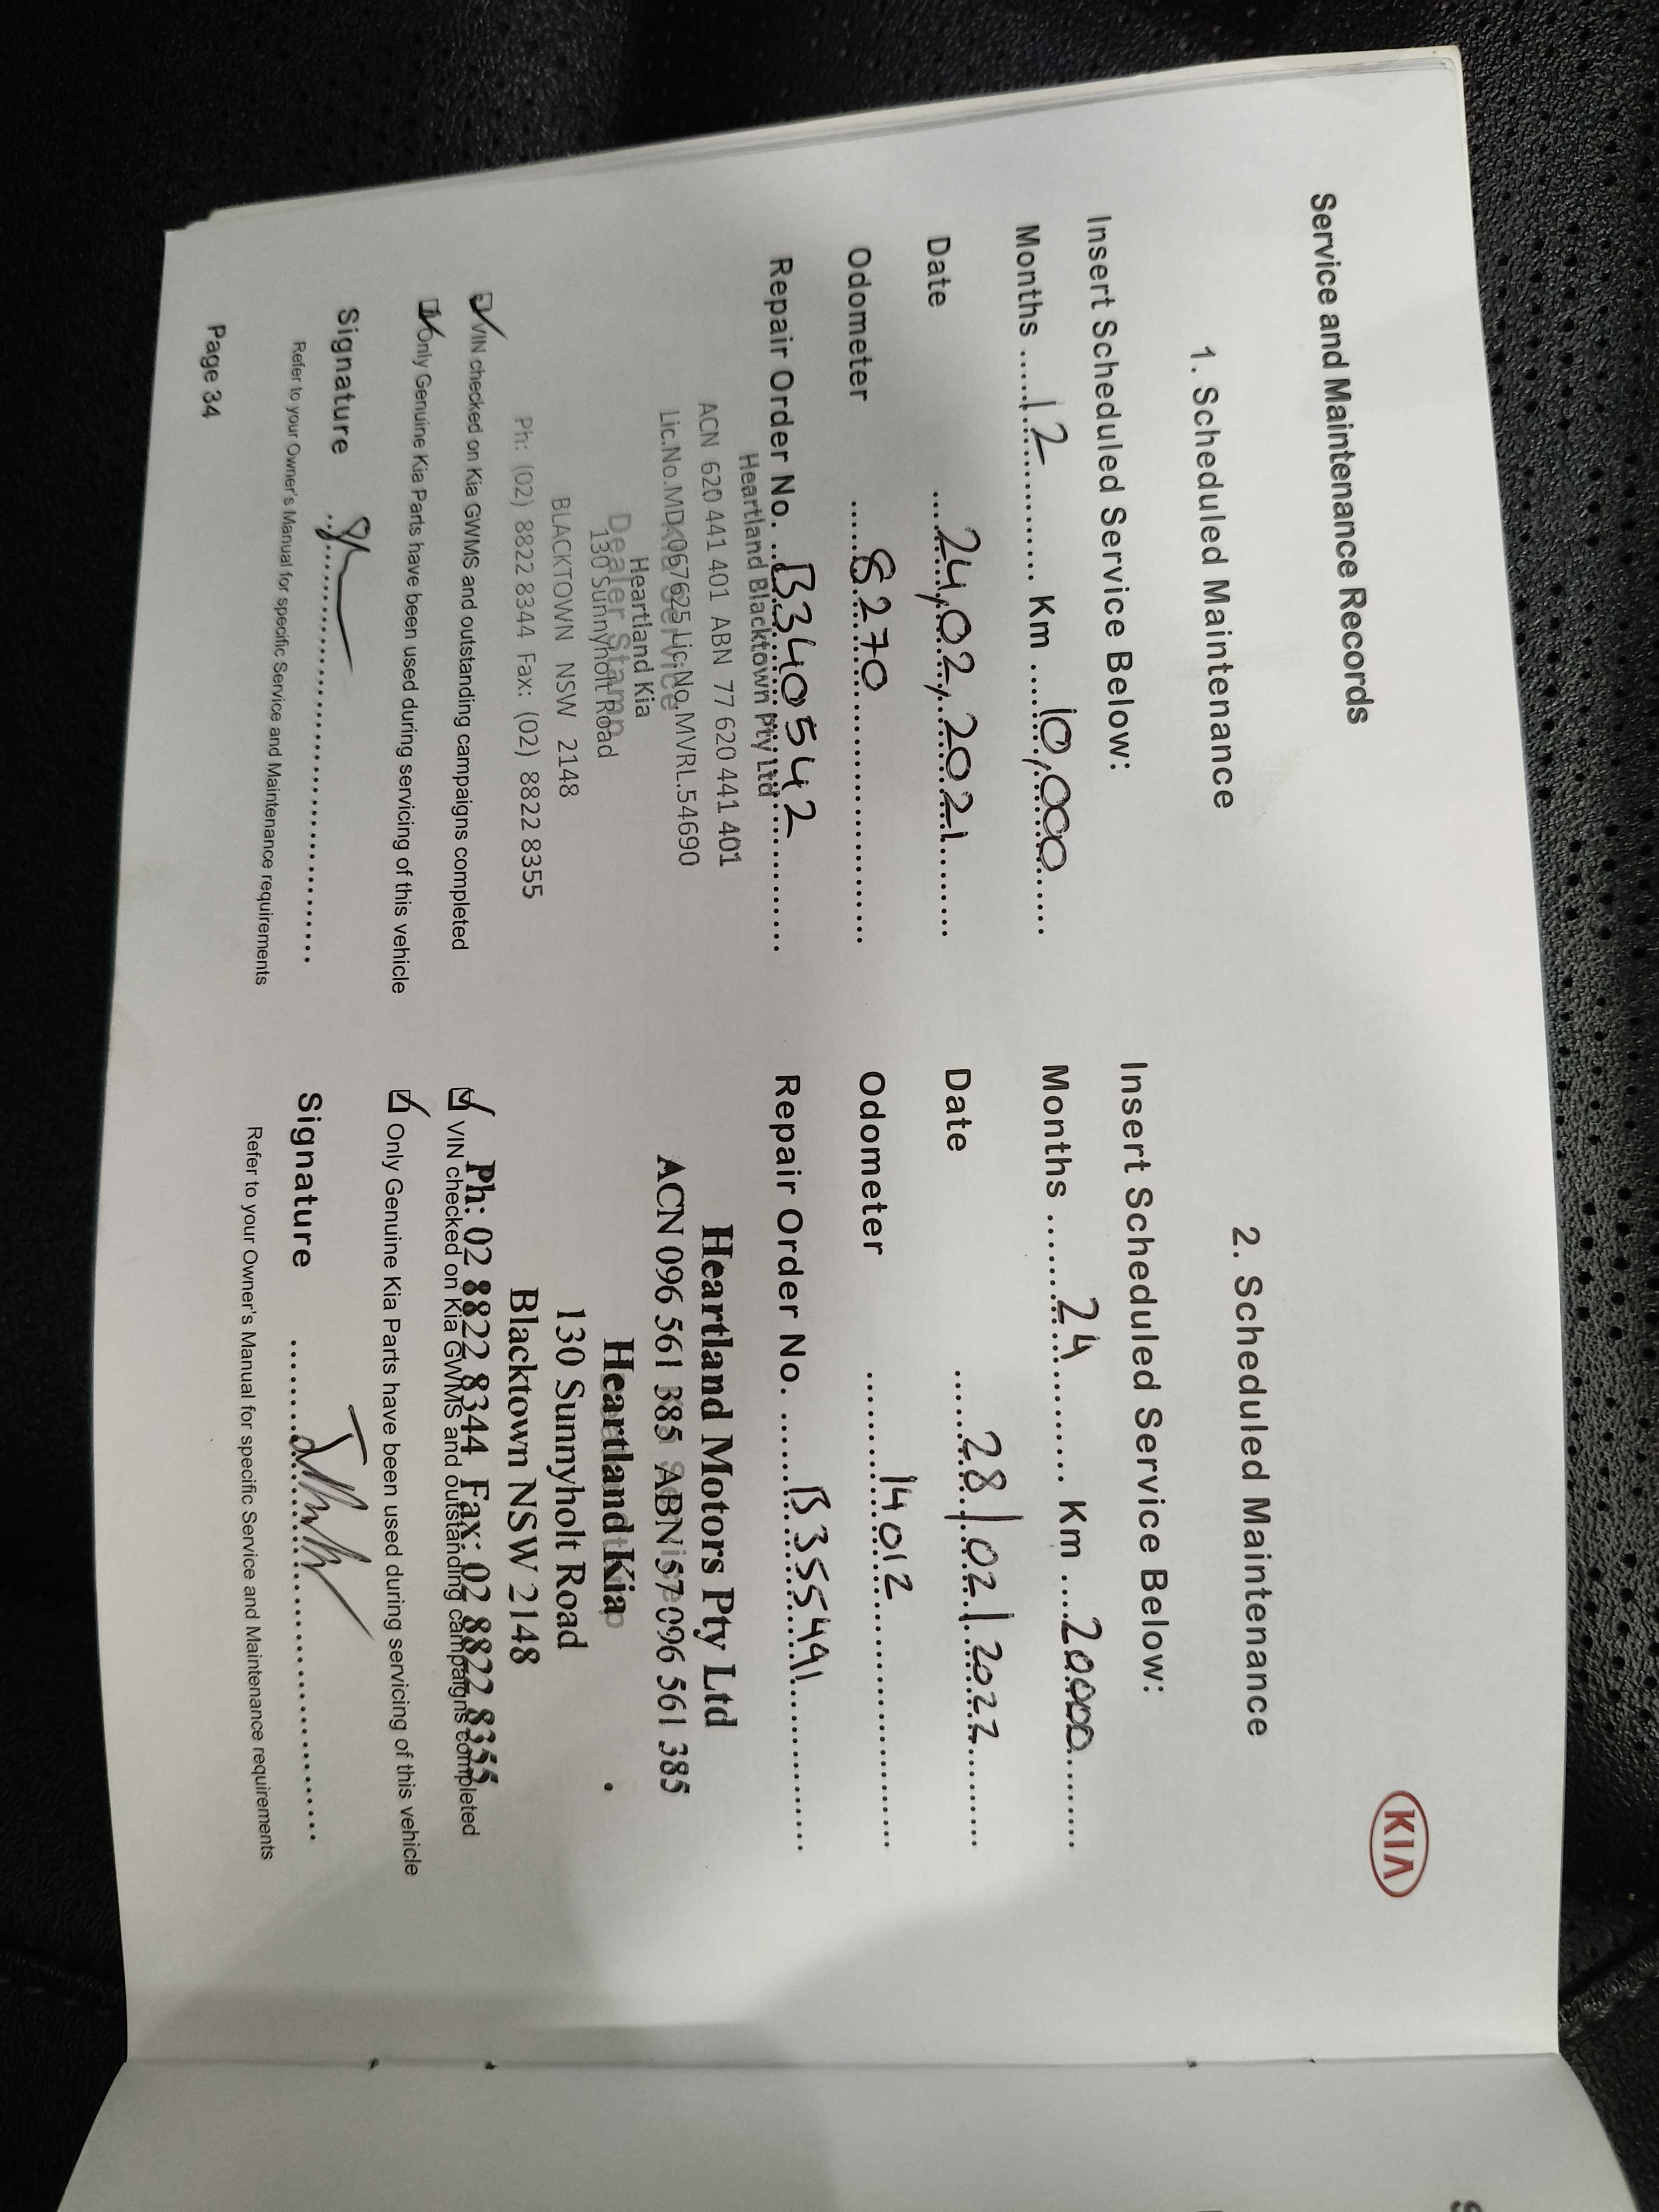 Service and Maintenance Records
KIA
1. Scheduled Maintenance
Insert Scheduled Service Below:
Months ...12... Km ...10,000...
Date ...24,02,2021...
Odometer ...8270...
Repair Order No. ...B340542...
Heartland Blacktown Pty Ltd
ACN 620 441 401 ABN 77 620 441 401
Lic.No.MD.067625 Lic.No.MVRL.54690
Heartland Kia
Dealer Stamp
130 Sunnyholt Road
BLACKTOWN NSW 2148
Ph: (02) 8822 8344 Fax: (02) 8822 8355
VIN checked on Kia GWMS and outstanding campaigns completed
Only Genuine Kia Parts have been used during servicing of this vehicle
Signature
Refer to your Owner's Manual for specific Service and Maintenance requirements
Page 34
2. Scheduled Maintenance
Insert Scheduled Service Below:
Months ...24... Km ...20000...
Date ...28/02/2022...
Odometer ...14012...
Repair Order No. ...B355491...
Heartland Motors Pty Ltd
ACN 096 561 385 ABN 57 096 561 385
Heartland Kia
130 Sunnyholt Road
Blacktown NSW 2148
Ph: 02 8822 8344 Fax: 02 8822 8355
VIN checked on Kia GWMS and outstanding campaigns completed
Only Genuine Kia Parts have been used during servicing of this vehicle
Signature
Refer to your Owner's Manual for specific Service and Maintenance requirements